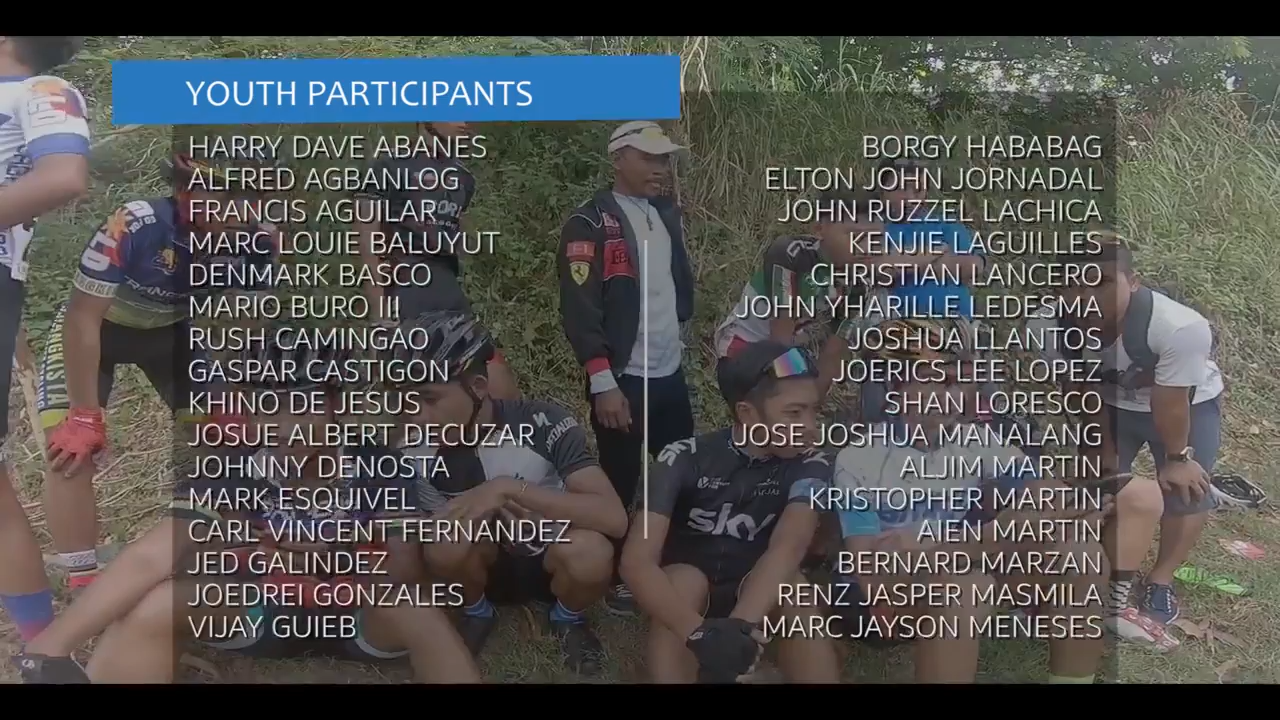 YOUTH PARTICIPANTS
HARRY DAVE ABANES
ALFRED AGBANLOG
FRANCIS AGUILAR
MARC LOUIE BALUYUT
DENMARK BASCO
MARIO BURO III
RUSH CAMINGAO
GASPAR CASTIGON
KHINO DE JESUS
JOSUE ALBERT DECUZAR
JOHNNY DENOSTA
MARK ESQUIVEL
CARL VINCENT FERNANDEZ
JED GALINDEZ
JOEDREI GONZALES
VIJAY GUIEB
BORGY HABABAG
ELTON JOHN JORNADAL
JOHN RUZZEL LACHICA
KENJIE LAGUILLES
CHRISTIAN LANCERO
JOHN YHARILLE LEDESMA
JOSHUA LLANTOS
JOERICS LEE LOPEZ
SHAN LORESCO
JOSE JOSHUA MANALANG
ALJIM MARTIN
KRISTOPHER MARTIN
AIEN MARTIN
BERNARD MARZAN
RENZ JASPER MASMILA
MARC JAYSON MENESES
SKY
sky